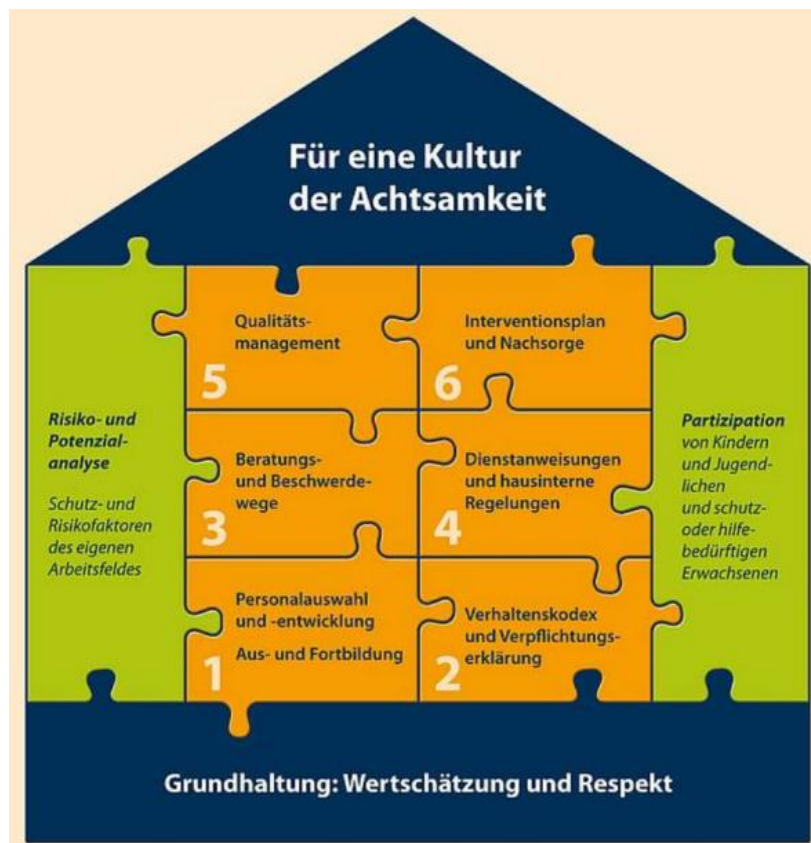 Für eine Kultur
der Achtsamkeit
Risiko- und
Potenzial-
analyse
Schutz- und
Risikofaktoren
des eigenen
Arbeitsfeldes
Qualitäts-
management
5
Interventionsplan
und Nachsorge
6
Beratungs-
und Beschwerde-
wege
3
Dienstanweisungen
und hausinterne
Regelungen
4
Personalauswahl
und -entwicklung
Aus- und Fortbildung
1
Verhaltenskodex
und Verpflichtungs-
erklärung
2
Partizipation
von Kindern
und Jugend-
lichen
und schutz-
oder hilfe-
bedürftigen
Erwachsenen
Grundhaltung: Wertschätzung und Respekt